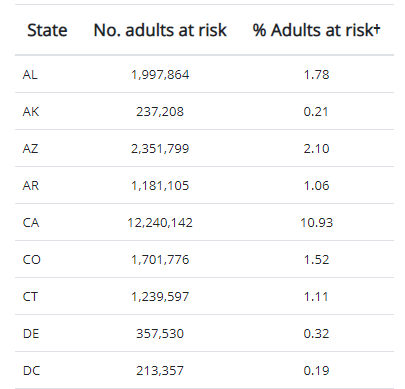 State No. adults at risk % Adults at risk†
AL 1,997,864 1.78
AK 237,208 0.21
AZ 2,351,799 2.10
AR 1,181,105 1.06
CA 12,240,142 10.93
CO 1,701,776 1.52
CT 1,239,597 1.11
DE 357,530 0.32
DC 213,357 0.19